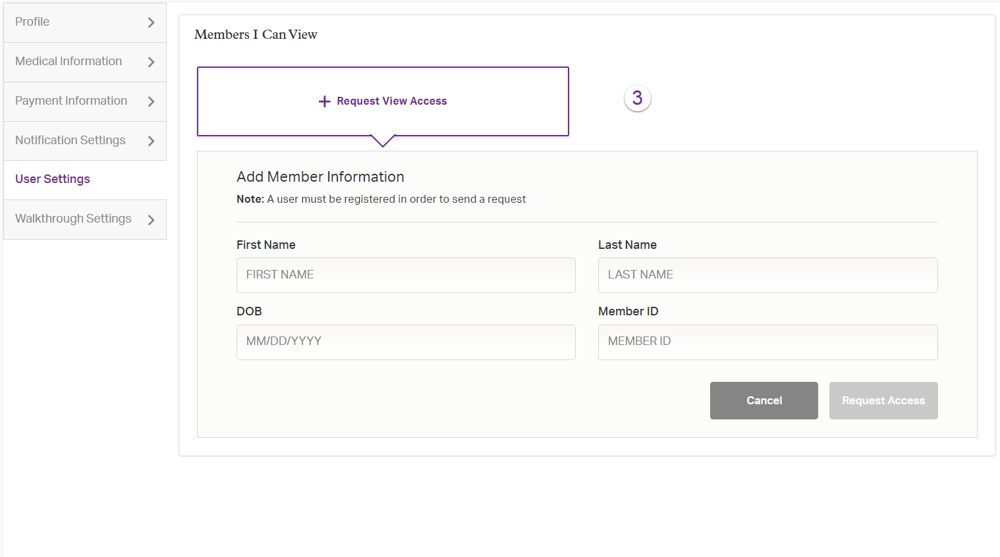 Profile
Medical Information
Payment Information
Notification Settings
User Settings
Walkthrough Settings
Members I Can View
Request View Access
3
Add Member Information
Note: A user must be registered in order to send a request
First Name
Last Name
FIRST NAME
LAST NAME
DOB
Member ID
MM/DD/YYYY
MEMBER ID
Cancel
Request Access